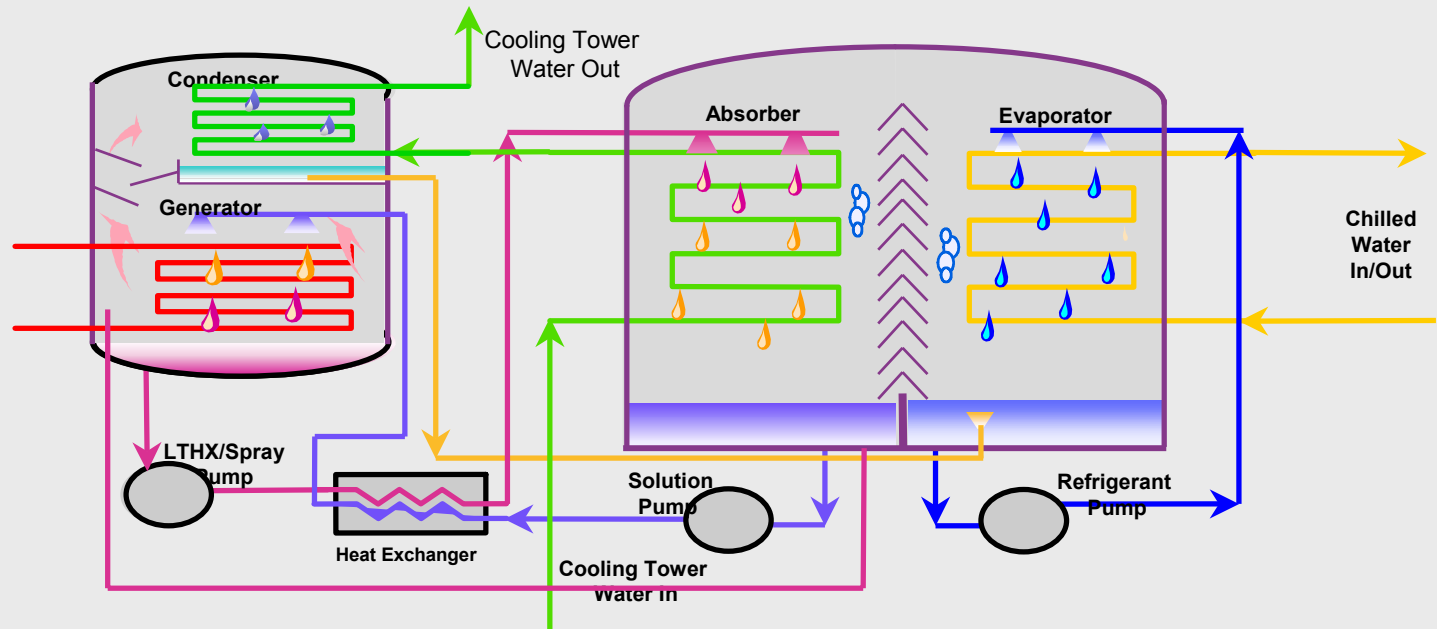 Cooling Tower
Water Out
Condenser
Absorber
Evaporator
Generator
Chilled
Water
In/Out
LTHX/Spray
Pump
Solution
Pump
Refrigerant
Pump
Heat Exchanger
Cooling Tower
Water In